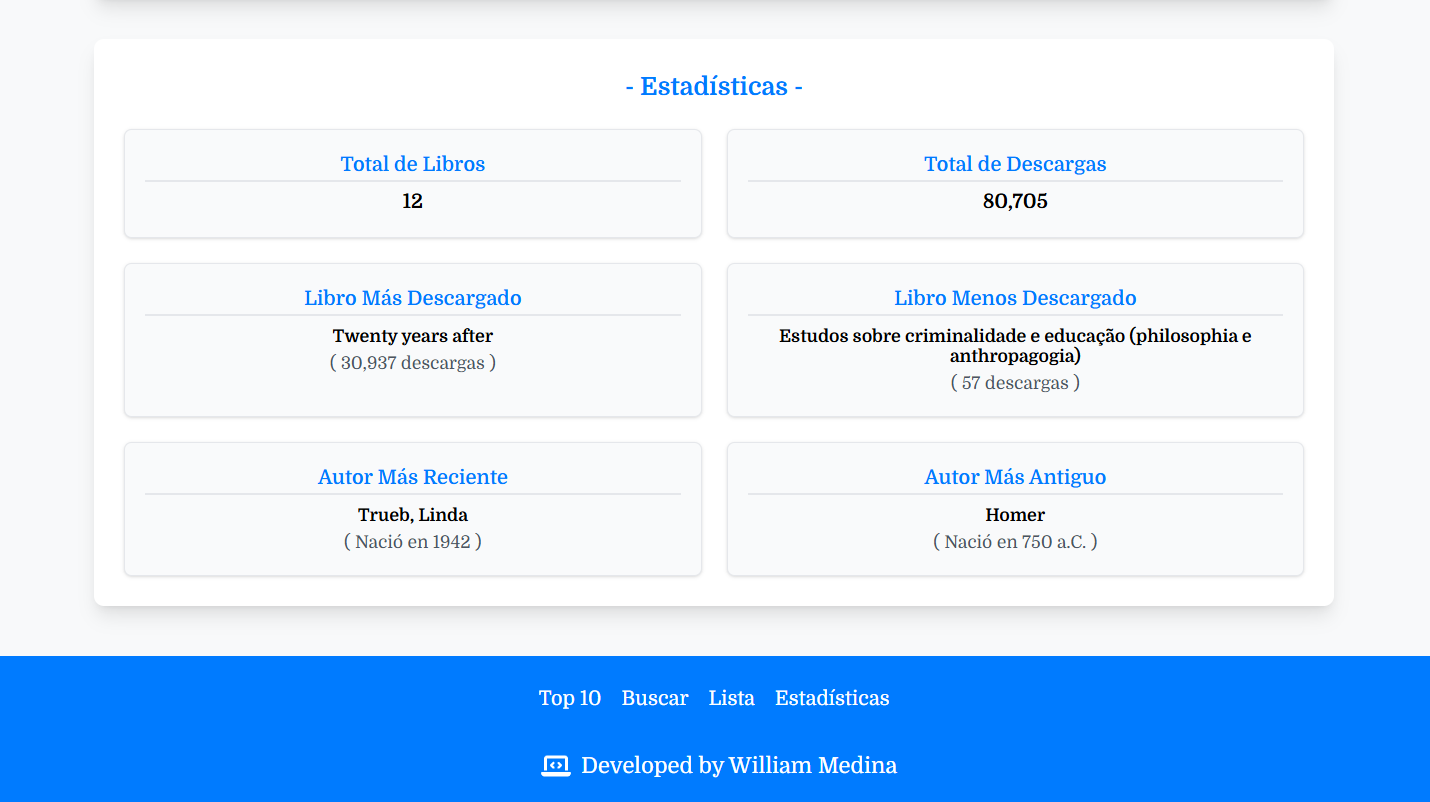 - Estadísticas -
Total de Libros
12
Total de Descargas
80,705
Libro Más Descargado
Twenty years after
( 30,937 descargas )
Libro Menos Descargado
Estudos sobre criminalidade e educação (philosophia e
anthropagogia)
( 57 descargas )
Autor Más Reciente
Trueb, Linda
( Nació en 1942 )
Autor Más Antiguo
Homer
( Nació en 750 a.C. )
Top 10 Buscar Lista Estadísticas
Developed by William Medina